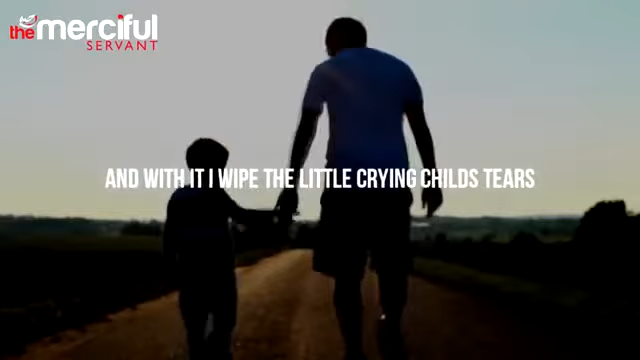 the merciful
SERVANT
AND WITH IT I WIPE THE LITTLE CRYING CHILDS TEARS